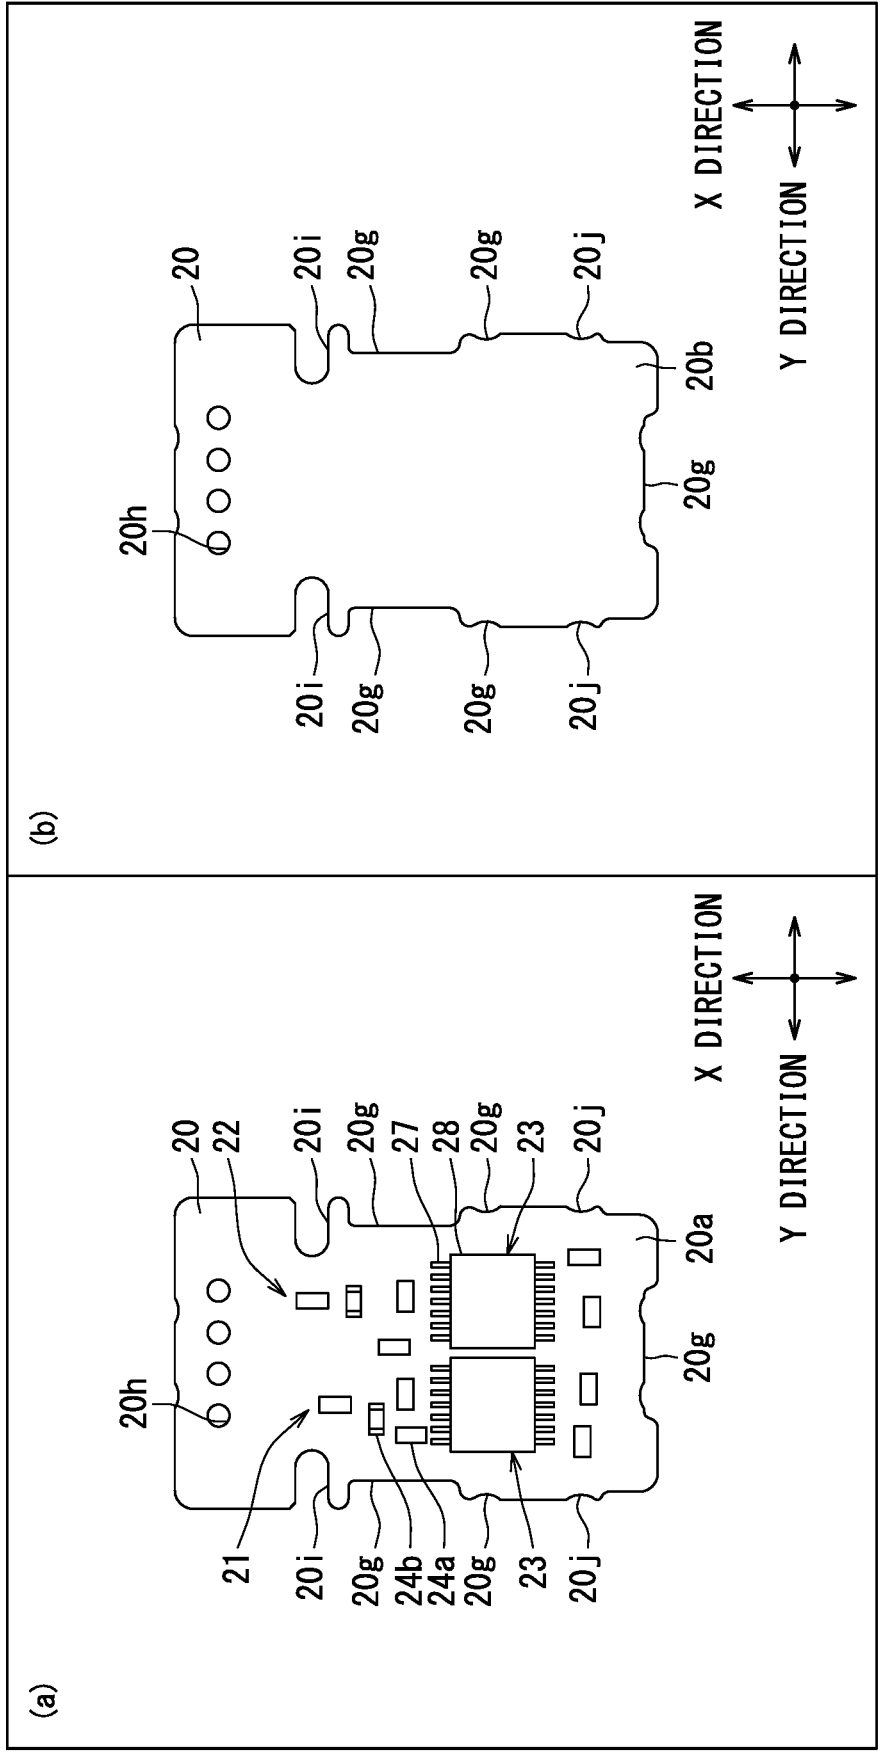 (a)
20h
20
21
22
20i
20i
20g
20g
24b
27
24a
28
20g
20g
23
23
20j
20j
20g
20a
X DIRECTION
Y DIRECTION
(b)
20h
20
20i
20i
20g
20g
20g
20g
20j
20j
20g
20b
X DIRECTION
Y DIRECTION